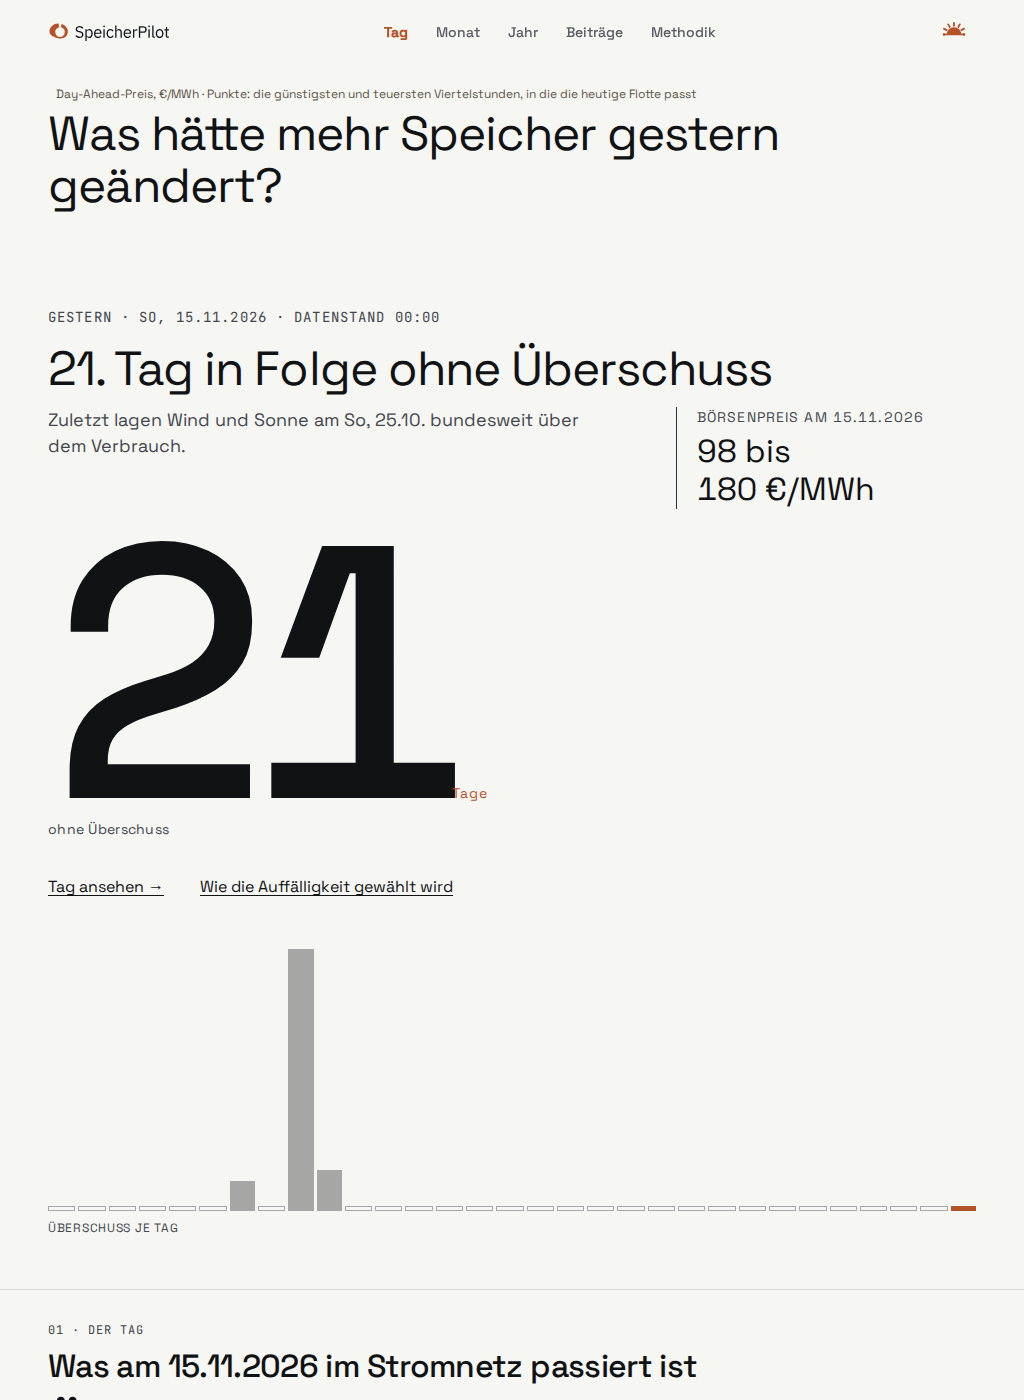 SpeicherPilot
Tag Monat Jahr Beiträge Methodik
Day-Ahead-Preis, €/MWh · Punkte: die günstigsten und teuersten Viertelstunden, in die die heutige Flotte passt
Was hätte mehr Speicher gestern
geändert?
GESTERN · SO, 15.11.2026 · DATENSTAND 00:00
21. Tag in Folge ohne Überschuss
Zuletzt lagen Wind und Sonne am So, 25.10. bundesweit über
dem Verbrauch.
BÖRSENPREIS AM 15.11.2026
98 bis
180 €/MWh
21
Tage
ohne Überschuss
Tag ansehen → Wie die Auffälligkeit gewählt wird
ÜBERSCHUSS JE TAG
01 · DER TAG
Was am 15.11.2026 im Stromnetz passiert ist